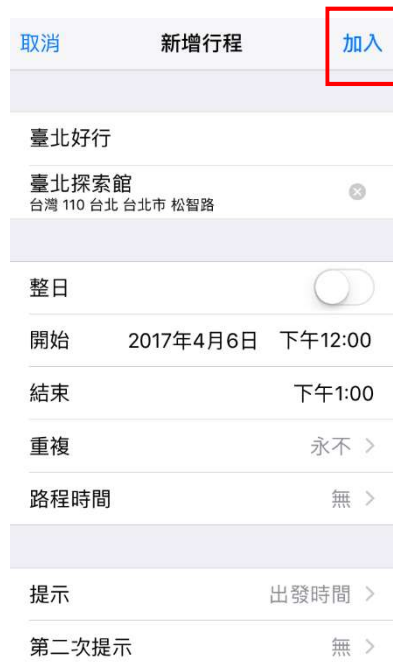 取消 新增行程 加入
臺北好行
臺北探索館
台灣 110 台北 台北市 松智路
整日
開始 2017年4月6日 下午12:00
結束 下午1:00
重複 永不
路程時間 無
提示 出發時間
第二次提示 無